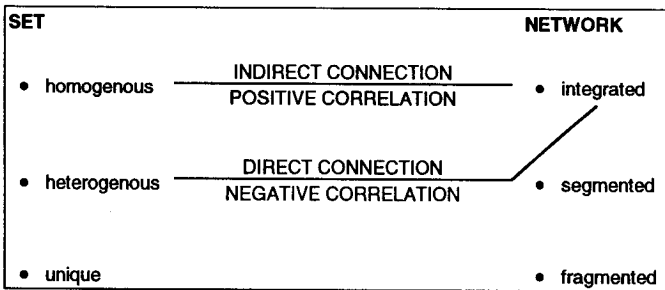 SET NETWORK
INDIRECT CONNECTION
• homogenous • integrated
POSITIVE CORRELATION
DIRECT CONNECTION
• heterogenous • segmented
NEGATIVE CORRELATION
• unique • fragmented